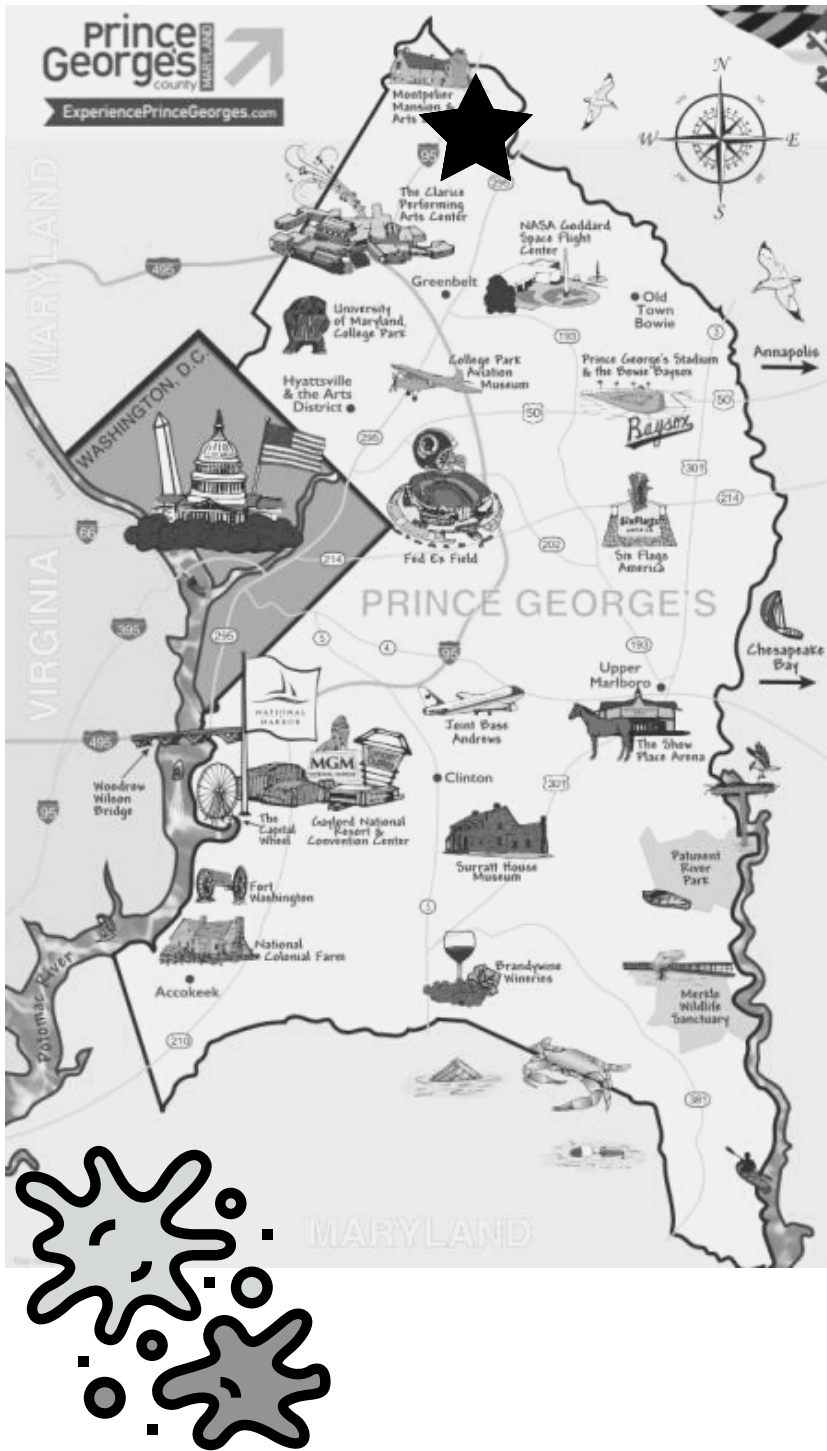 Prince
George's
county
MARYLAND
ExperiencePrinceGeorges.com
N
W
E
S
Montpelier
Mansion &
Arts
95
The Clarice
Performing
Arts Center
NASA Goddard
Space Flight
Center
MARYLAND
495
Greenbelt
Old
Town
Bowie
University
of Maryland,
College Park
193
3
Annapolis
WASHINGTON, D.C.
College Park
Aviation
Museum
Prince George's Stadium
& the Bowie Baysox
Hyattsville
& the Arts
District
50
50
Baysox
295
301
214
66
SixFlags
Fed Ex Field
202
Six Flags
America
214
VIRGINIA
PRINCE GEORGE'S
395
295
5
4
95
193
Chesapeake
Bay
Upper
Marlboro
NATIONAL
HARBOR
495
Joint Base
Andrews
The Show
Place Arena
MGM
NATIONAL HARBOR
Woodrow
Wilson
Bridge
Clinton
301
95
The
Capital
Wheel
Gaylord National
Resort &
Convention Center
Surratt House
Museum
Patuxent
River
Park
Fort
Washington
5
National
Colonial Farm
Brandywine
Wineries
Accokeek
Merkle
Wildlife
Sanctuary
Potomac River
210
381
MARYLAND